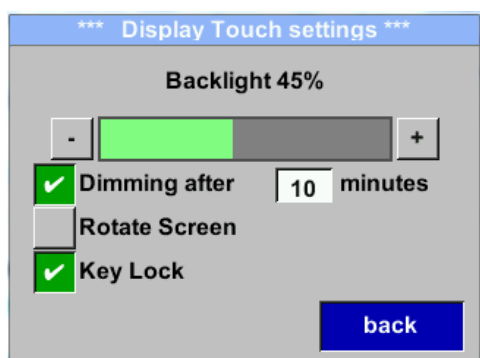 *** Display Touch settings ***
Backlight 45%
- +
Dimming after 10 minutes
Rotate Screen
Key Lock
back